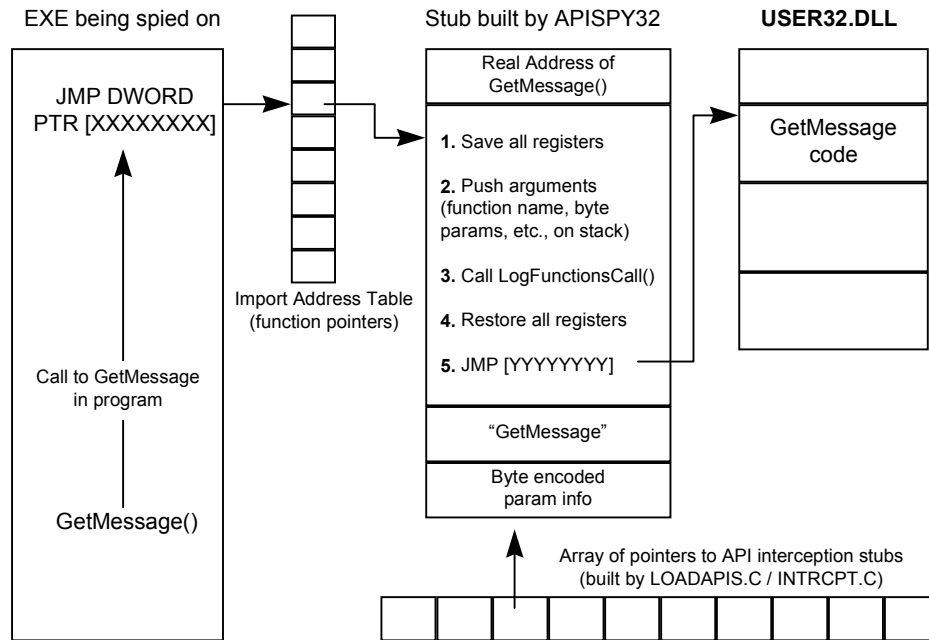 EXE being spied on
JMP DWORD
PTR [XXXXXXXX]
Call to GetMessage
in program
GetMessage()
Import Address Table
(function pointers)
Stub built by APISPY32
Real Address of
GetMessage()
1. Save all registers
2. Push arguments
(function name, byte
params, etc., on stack)
3. Call LogFunctionsCall()
4. Restore all registers
5. JMP [YYYYYYYY]
“GetMessage”
Byte encoded
param info
USER32.DLL
GetMessage
code
Array of pointers to API interception stubs
(built by LOADAPIS.C / INTRCPT.C)